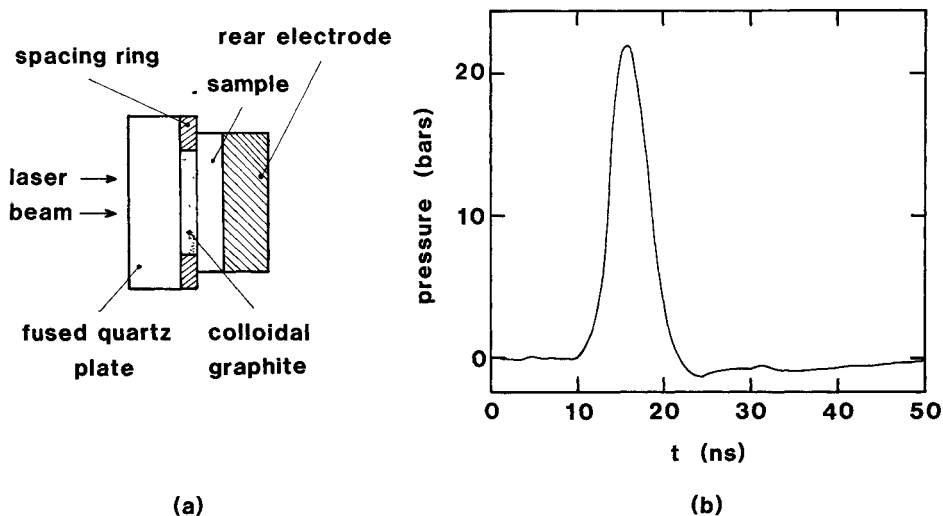 rear electrode
spacing ring
sample
laser
beam
fused quartz
plate
colloidal
graphite
(a)
pressure (bars)
20
10
0
0 10 20 30 40 50
t (ns)
(b)